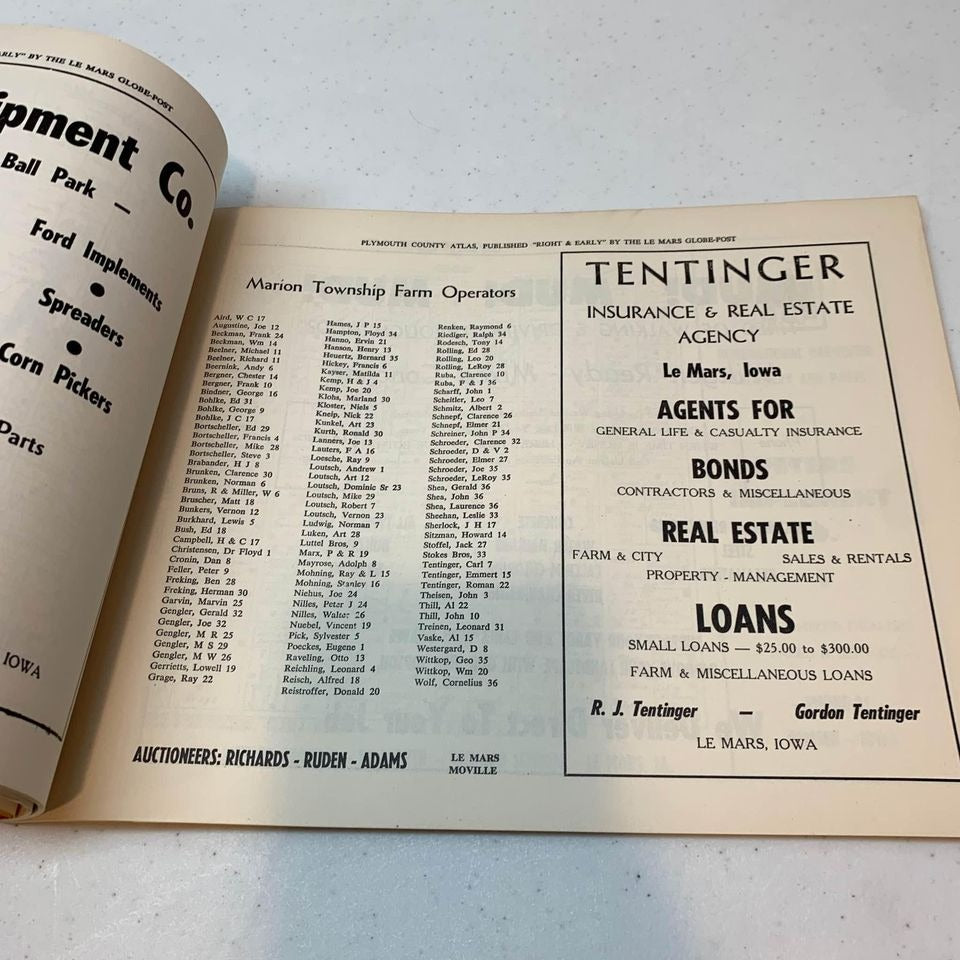 ARLY" BY THE LE MARS GLOBE-POST
ipment Co.
Ball Park —
Ford Implements
•
Spreaders
•
Corn Pickers
Parts
IOWA
PLYMOUTH COUNTY ATLAS, PUBLISHED "RIGHT & EARLY" BY THE LE MARS GLOBE-POST
Marion Township Farm Operators
Aird, W C 17
Augustine, Joe 12
Beckman, Frank 24
Beckman, Wm 14
Beelner, Michael 11
Beelner, Richard 11
Beernink, Andy 6
Bergner, Chester 14
Bergner, Frank 10
Bindner, George 16
Bohlke, Ed 31
Bohlke, George 9
Bohlke, J C 17
Bortscheller, Ed 29
Bortscheller, Francis 4
Bortscheller, Mike 28
Bortscheller, Steve 3
Brabander, H J 8
Brunken, Clarence 30
Brunken, Norman 6
Bruns, R & Miller, W 6
Bruscher, Matt 18
Bunkers, Vernon 12
Burkhard, Lewis 5
Bush, Ed 18
Campbell, H & C 17
Christensen, Dr Floyd 1
Cronin, Dan 8
Feller, Peter 9
Freking, Ben 28
Freking, Herman 30
Garvin, Marvin 25
Gengler, Gerald 32
Gengler, Joe 32
Gengler, M R 25
Gengler, M S 29
Gengler, M W 26
Gerrietts, Lowell 19
Grage, Ray 22
Hames, J P 15
Hampton, Floyd 34
Hanno, Ervin 21
Hanson, Henry 13
Heuertz, Bernard 35
Hickey, Francis 6
Kayser, Matilda 11
Kemp, H & J 4
Kemp, Joe 20
Klohs, Marland 30
Kloster, Niels 5
Kneip, Nick 22
Kunkel, Art 23
Kurth, Ronald 30
Lanners, Joe 13
Lauters, F A 16
Loesche, Ray 9
Loutsch, Andrew 1
Loutsch, Art 12
Loutsch, Dominic Sr 23
Loutsch, Mike 29
Loutsch, Robert 7
Loutsch, Vernon 23
Ludwig, Norman 7
Luken, Art 28
Luttel Bros, 9
Marx, P & R 19
Mayrose, Adolph 8
Mohning, Ray & L 15
Mohning, Stanley 16
Niehus, Joe 24
Nilles, Peter J 24
Nilles, Walter 26
Nuebel, Vincent 19
Pick, Sylvester 5
Poeckes, Eugene 1
Raveling, Otto 13
Reichling, Leonard 4
Reisch, Alfred 18
Reistroffer, Donald 20
Renken, Raymond 6
Riediger, Ralph 34
Rodesch, Tony 14
Rolling, Ed 28
Rolling, Leo 20
Rolling, LeRoy 28
Ruba, Clarence 10
Ruba, F & J 36
Scharff, John 1
Scheitler, Leo 7
Schmitz, Albert 2
Schnepf, Clarence 26
Schnepf, Elmer 21
Schreiner, John P 34
Schroeder, Clarence 32
Schroeder, D & V 2
Schroeder, Elmer 27
Schroeder, Joe 35
Schroeder, LeRoy 35
Shea, Gerald 36
Shea, John 36
Shea, Laurence 36
Sheehan, Leslie 33
Sherlock, J H 17
Sitzman, Howard 14
Stoffel, Jack 27
Stokes Bros, 33
Tentinger, Carl 7
Tentinger, Emmert 15
Tentinger, Roman 22
Theisen, John 3
Thill, Al 22
Thill, John 10
Treinen, Leonard 31
Vaske, Al 15
Westergard, D 8
Wittkop, Geo 35
Wittkop, Wm 20
Wolf, Cornelius 36
AUCTIONEERS: RICHARDS - RUDEN - ADAMS
LE MARS
MOVILLE
TENTINGER
INSURANCE & REAL ESTATE
AGENCY
Le Mars, Iowa
AGENTS FOR
GENERAL LIFE & CASUALTY INSURANCE
BONDS
CONTRACTORS & MISCELLANEOUS
REAL ESTATE
FARM & CITY SALES & RENTALS
PROPERTY - MANAGEMENT
LOANS
SMALL LOANS — $25.00 to $300.00
FARM & MISCELLANEOUS LOANS
R. J. Tentinger — Gordon Tentinger
LE MARS, IOWA